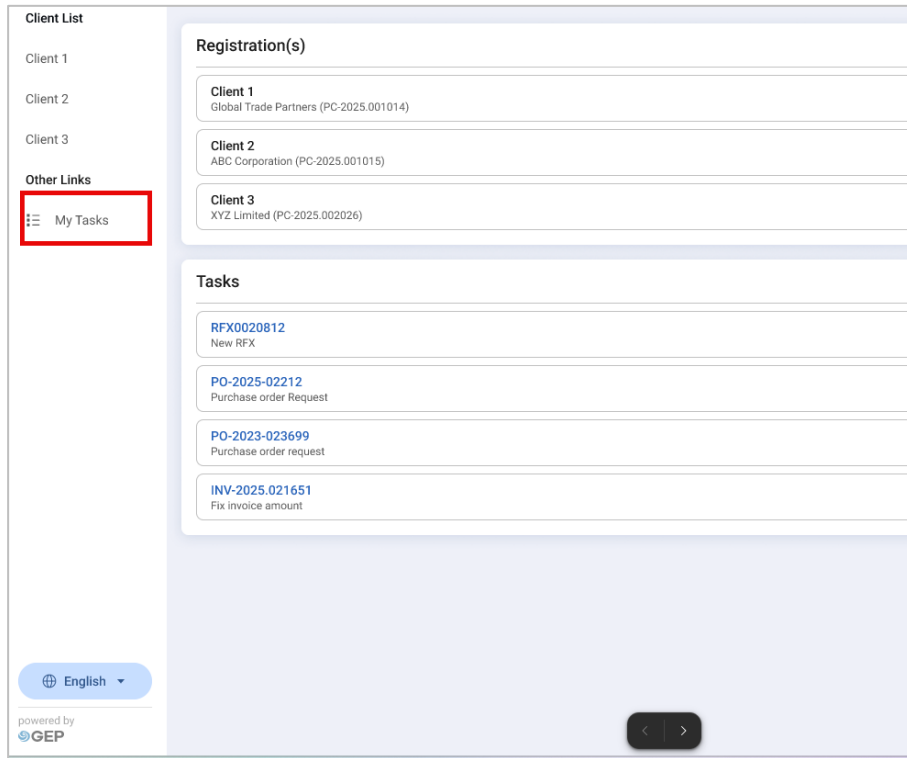 Client List
Client 1
Client 2
Client 3
Other Links
My Tasks
English
powered by
GEP
Registration(s)
Client 1
Global Trade Partners (PC-2025.001014)
Client 2
ABC Corporation (PC-2025.001015)
Client 3
XYZ Limited (PC-2025.002026)
Tasks
RFX0020812
New RFX
PO-2025-02212
Purchase order Request
PO-2023-023699
Purchase order request
INV-2025.021651
Fix invoice amount